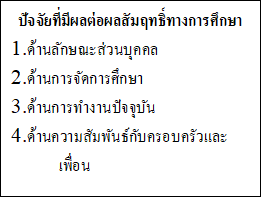 ปัจจัยที่มีผลต่อผลสัมฤทธิ์ทางการศึกษา
1.ด้านลักษณะส่วนบุคคล
2.ด้านการจัดการศึกษา
3.ด้านการทำงานปัจจุบัน
4.ด้านความสัมพันธ์กับครอบครัวและ
เพื่อน